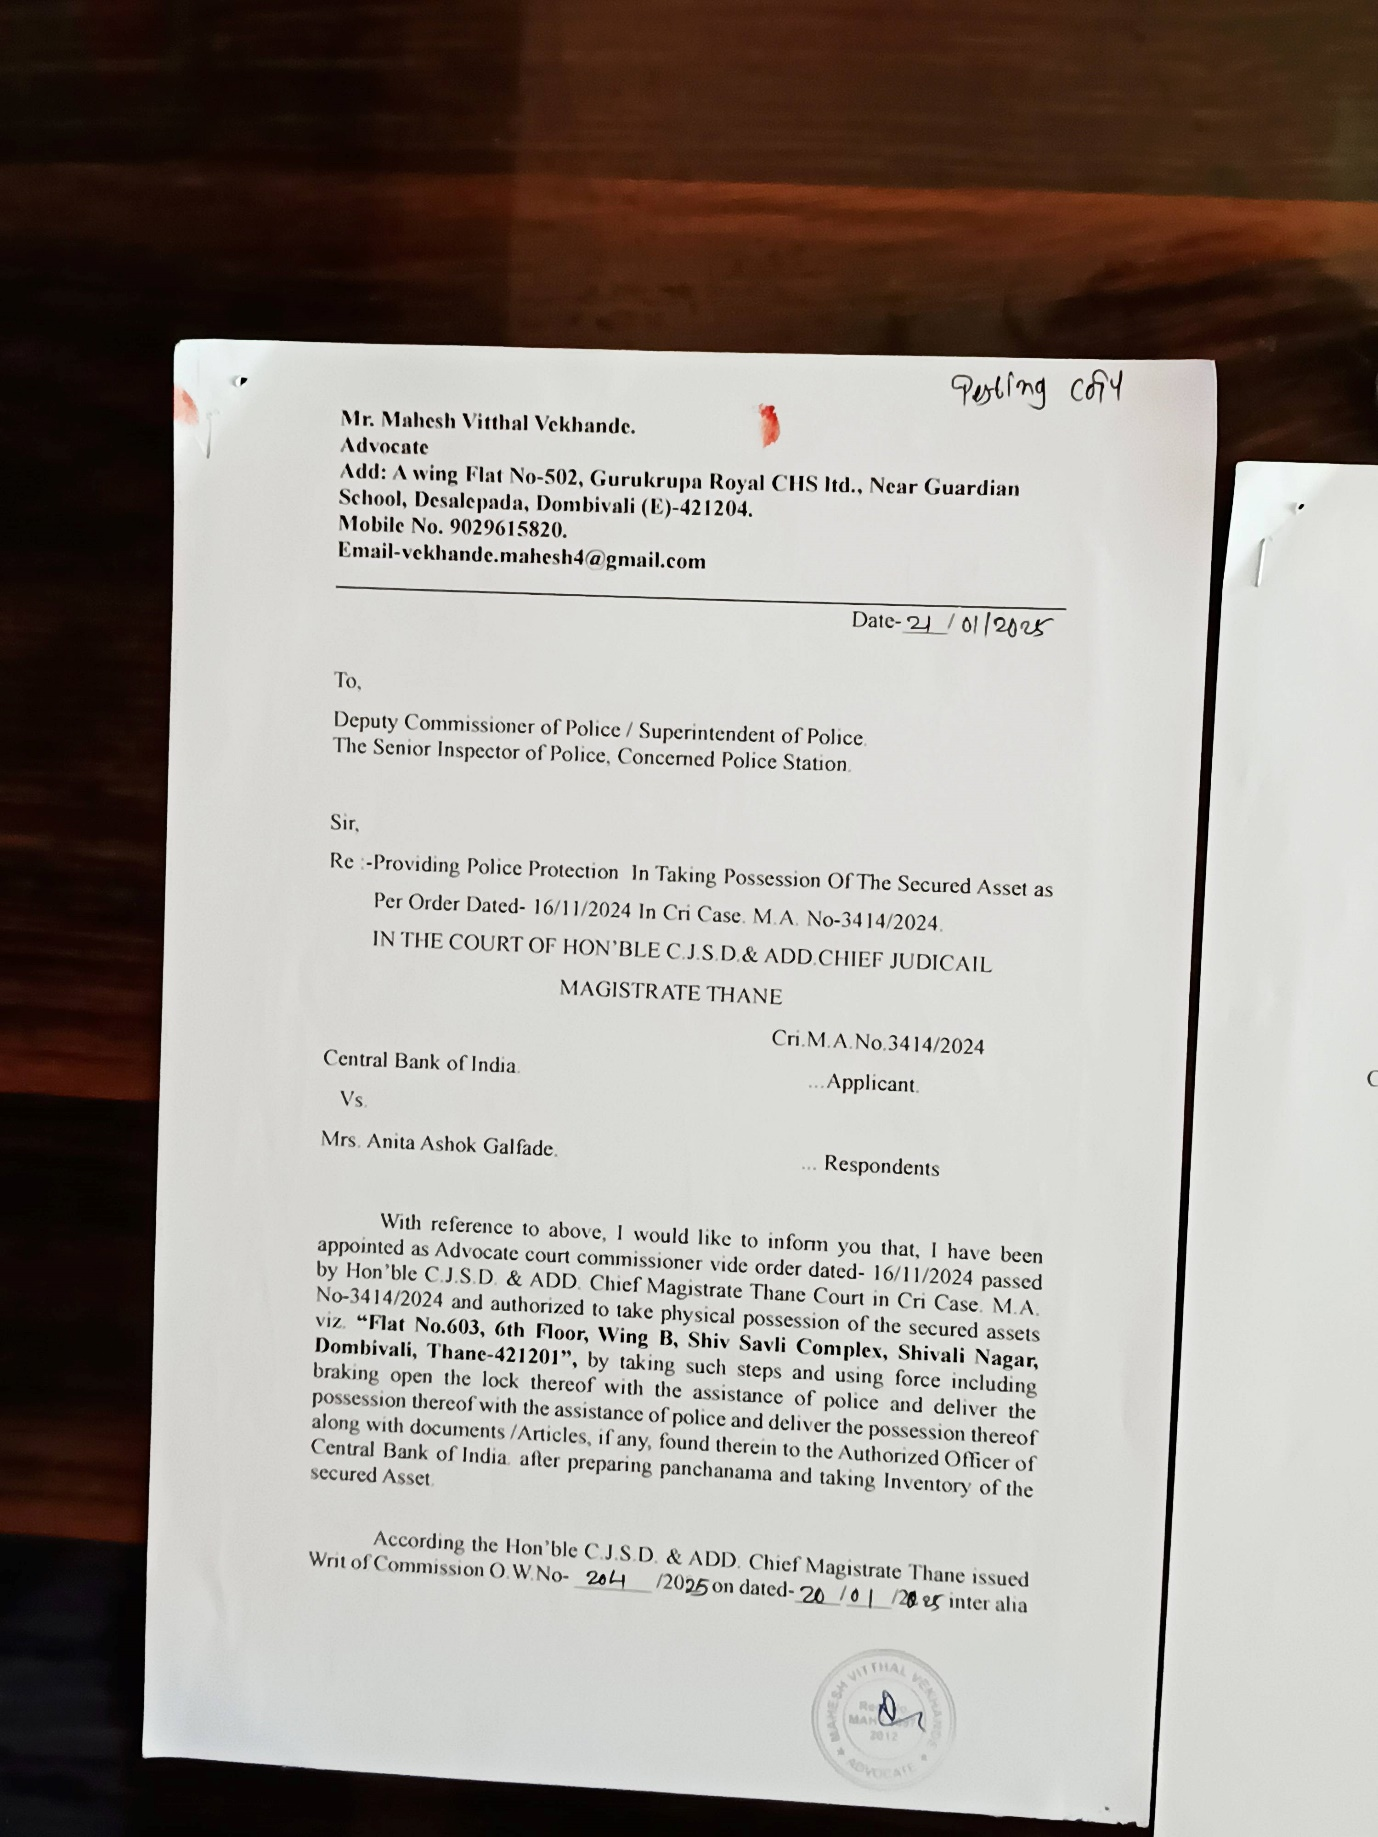 Posting copy
Mr. Mahesh Vitthal Vekhande.
Advocate
Add: A wing Flat No-502, Gurukrupa Royal CHS ltd., Near Guardian
School, Desalepada, Dombivali (E)-421204.
Mobile No. 9029615820.
Email-vekhande.mahesh4@gmail.com
Date- 21/01/2025
To,
Deputy Commissioner of Police / Superintendent of Police.
The Senior Inspector of Police, Concerned Police Station.
Sir,
Re :-Providing Police Protection In Taking Possession Of The Secured Asset as
Per Order Dated- 16/11/2024 In Cri Case. M.A. No-3414/2024.
IN THE COURT OF HON'BLE C.J.S.D.& ADD.CHIEF JUDICAIL
MAGISTRATE THANE
Cri.M.A.No.3414/2024
Central Bank of India.
...Applicant.
Vs.
Mrs. Anita Ashok Galfade.
... Respondents
With reference to above, I would like to inform you that, I have been
appointed as Advocate court commissioner vide order dated- 16/11/2024 passed
by Hon'ble C.J.S.D. & ADD. Chief Magistrate Thane Court in Cri Case. M.A.
No-3414/2024 and authorized to take physical possession of the secured assets
viz. "Flat No.603, 6th Floor, Wing B, Shiv Savli Complex, Shivali Nagar,
Dombivali, Thane-421201", by taking such steps and using force including
braking open the lock thereof with the assistance of police and deliver the
possession thereof with the assistance of police and deliver the possession thereof
along with documents /Articles, if any, found therein to the Authorized Officer of
Central Bank of India. after preparing panchanama and taking Inventory of the
secured Asset.
According the Hon'ble C.J.S.D. & ADD. Chief Magistrate Thane issued
Writ of Commission O.W.No- 204 /2025 on dated- 20/01/2025 inter alia
MAHESH VITTHAL VEKHANDE
MAH
2012
ADVOCATE